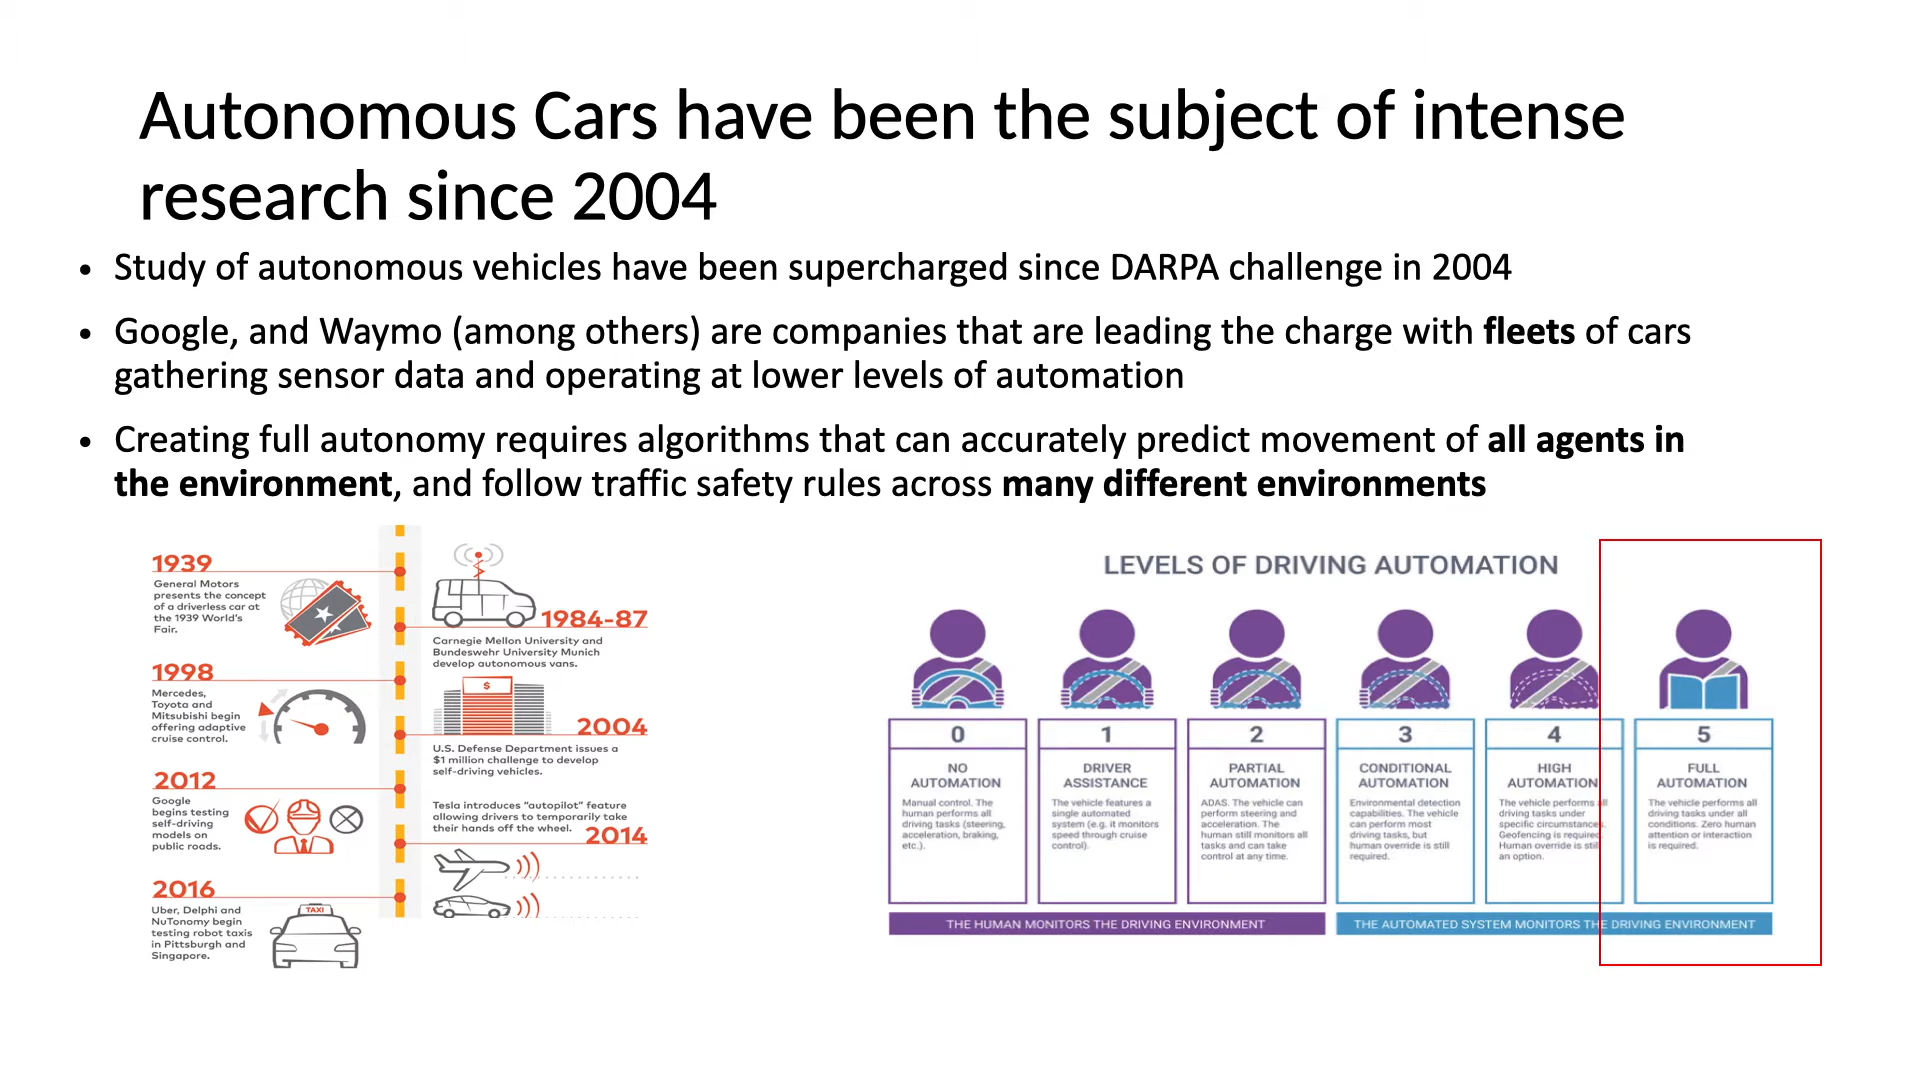 Autonomous Cars have been the subject of intense
research since 2004
• Study of autonomous vehicles have been supercharged since DARPA challenge in 2004
• Google, and Waymo (among others) are companies that are leading the charge with fleets of cars
gathering sensor data and operating at lower levels of automation
• Creating full autonomy requires algorithms that can accurately predict movement of all agents in
the environment, and follow traffic safety rules across many different environments
1939
General Motors
presents the concept
of a driverless car at
the 1939 World's
Fair.
1984-87
Carnegie Mellon University and
Bundeswehr University Munich
develop autonomous vans.
1998
Mercedes,
Toyota and
Mitsubishi begin
offering adaptive
cruise control.
$
2004
U.S. Defense Department issues a
$1 million challenge to develop
self-driving vehicles.
2012
Google
begins testing
self-driving
models on
public roads.
Tesla introduces "autopilot" feature
allowing drivers to temporarily take
their hands off the wheel.
2014
2016
Uber, Delphi and
NuTonomy begin
testing robot taxis
in Pittsburgh and
Singapore.
TAXI
LEVELS OF DRIVING AUTOMATION
0
NO
AUTOMATION
Manual control. The
human performs all
driving tasks (steering,
acceleration, braking,
etc.).
1
DRIVER
ASSISTANCE
The vehicle features a
single automated
system (e.g. it monitors
speed through cruise
control).
2
PARTIAL
AUTOMATION
ADAS. The vehicle can
perform steering and
acceleration. The
human still monitors all
tasks and can take
control at any time.
3
CONDITIONAL
AUTOMATION
Environmental detection
capabilities. The vehicle
can perform most
driving tasks, but
human override is still
required.
4
HIGH
AUTOMATION
The vehicle performs all
driving tasks under
specific circumstances.
Geofencing is required.
Human override is still
an option.
5
FULL
AUTOMATION
The vehicle performs all
driving tasks under all
conditions. Zero human
attention or interaction
is required.
THE HUMAN MONITORS THE DRIVING ENVIRONMENT
THE AUTOMATED SYSTEM MONITORS THE DRIVING ENVIRONMENT